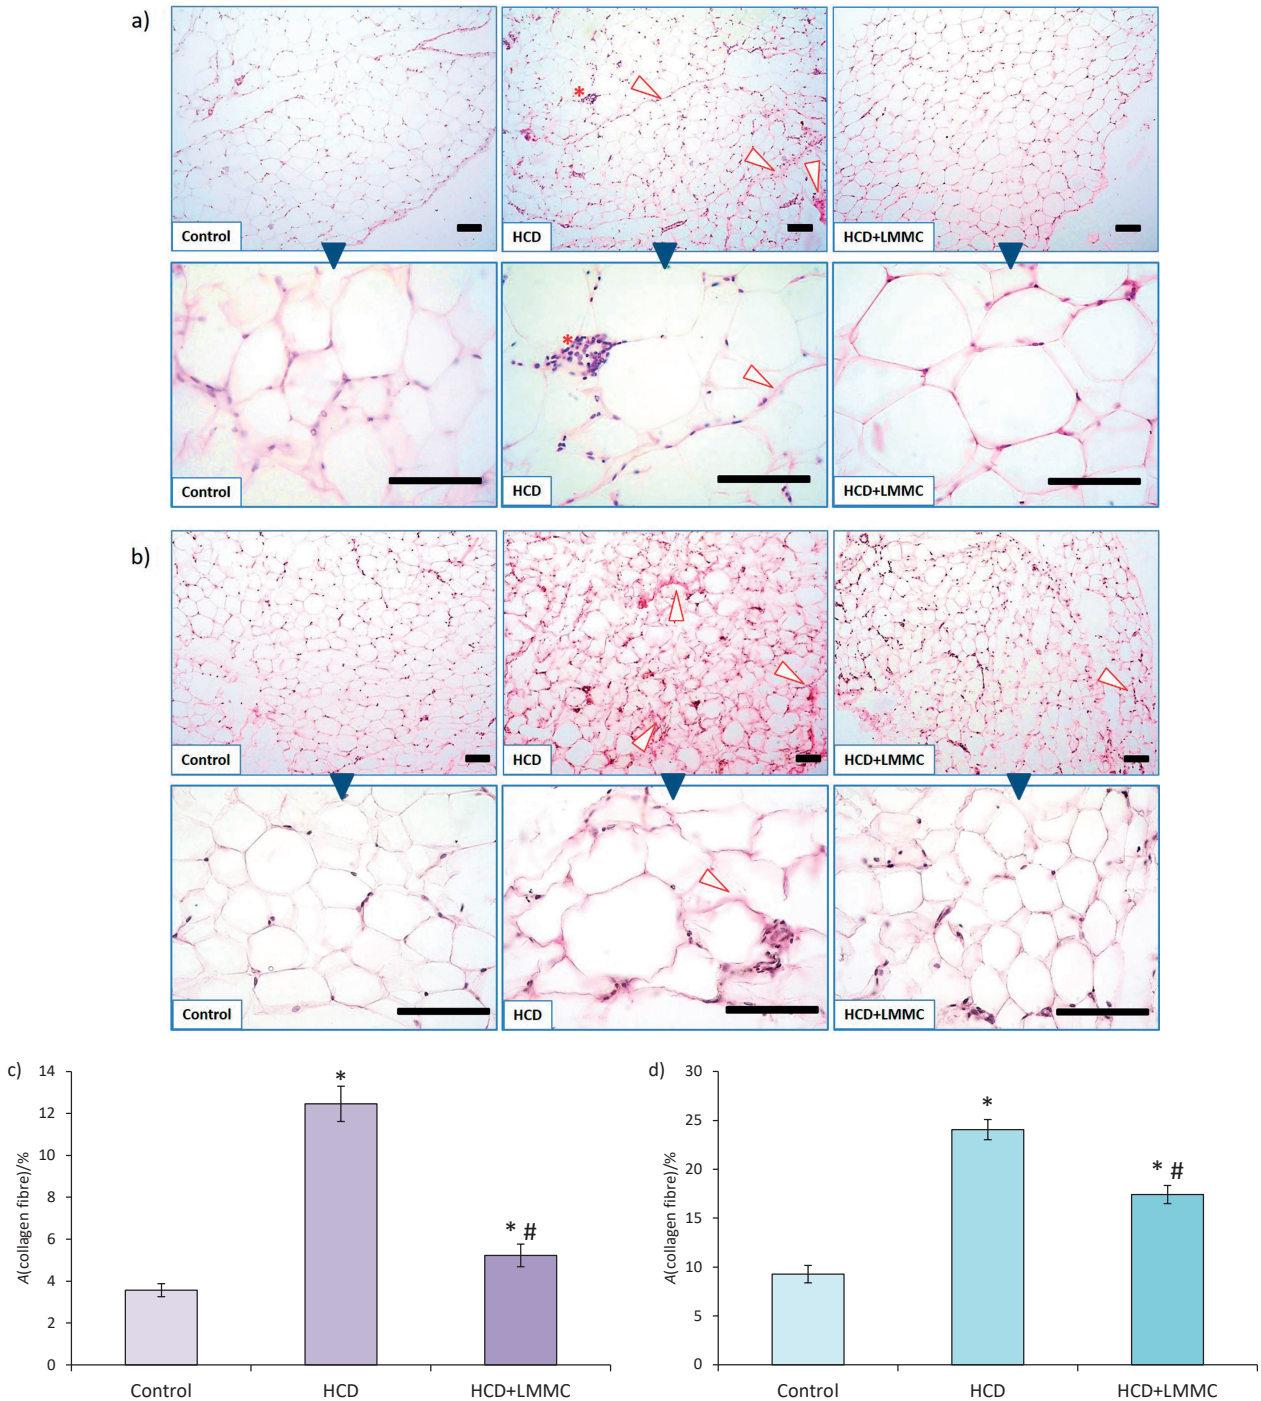 a)
*
Control
HCD
HCD+LMMC
*
Control
HCD
HCD+LMMC
b)
Control
HCD
HCD+LMMC
Control
HCD
HCD+LMMC
c)
14
12
10
8
6
4
2
0
A(collagen fibre)/%
*
* #
Control
HCD
HCD+LMMC
d)
30
25
20
15
10
5
0
A(collagen fibre)/%
*
* #
Control
HCD
HCD+LMMC